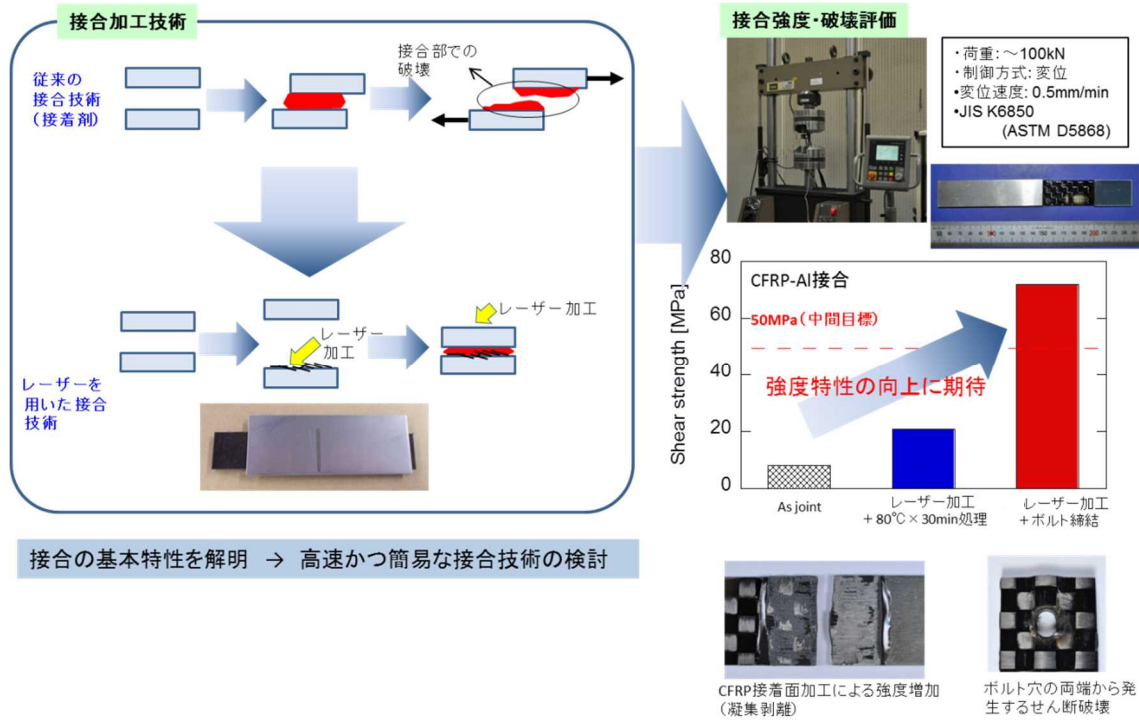 接合加工技術
従来の
接合技術
(接着剤)
接合部での
破壊
レーザー加工
レーザー
加工
レーザーを
用いた接合
技術
接合の基本特性を解明 → 高速かつ簡易な接合技術の検討
接合強度・破壊評価
・荷重:~100kN
・制御方式:変位
•変位速度: 0.5mm/min
•JIS K6850
(ASTM D5868)
CFRP-Al接合
50MPa(中間目標)
強度特性の向上に期待
Shear strength [MPa]
80
60
40
20
0
As joint
レーザー加工
+80℃×30min処理
レーザー加工
+ボルト締結
CFRP接着面加工による強度増加
(凝集剥離)
ボルト穴の両端から発
生するせん断破壊